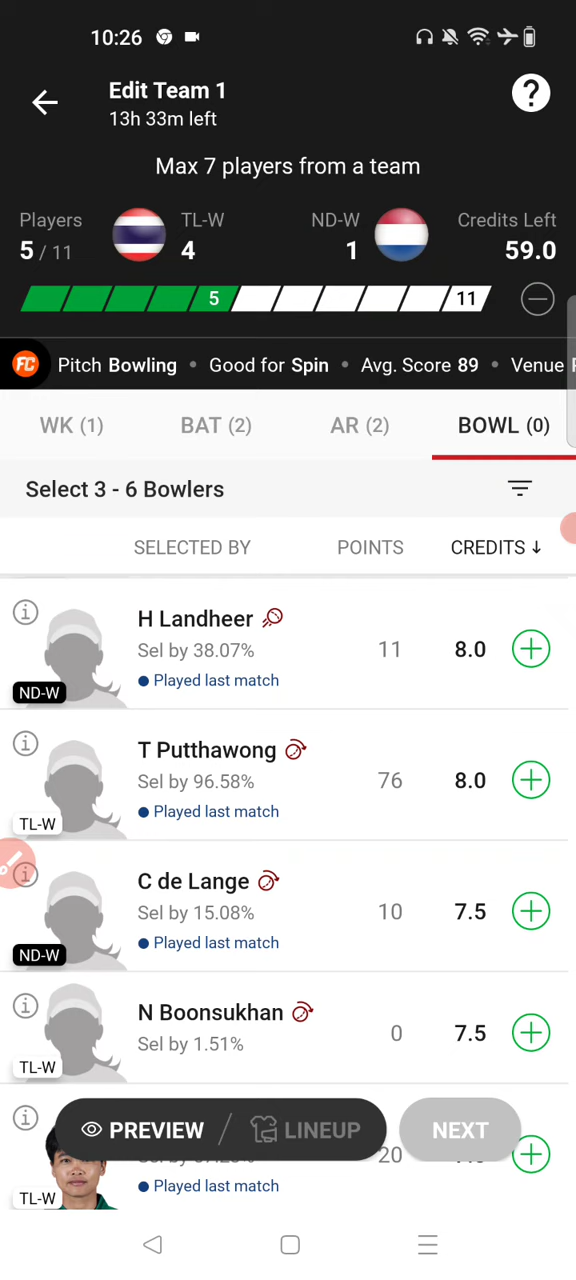 10:26
Edit Team 1
13h 33m left
?
Max 7 players from a team
Players TL-W ND-W Credits Left
5 / 11 4 1 59.0
5 11
FC Pitch Bowling • Good for Spin • Avg. Score 89 • Venue
WK (1) BAT (2) AR (2) BOWL (0)
Select 3 - 6 Bowlers
SELECTED BY POINTS CREDITS ↓
H Landheer
Sel by 38.07% 11 8.0
Played last match
ND-W
T Putthawong
Sel by 96.58% 76 8.0
Played last match
TL-W
C de Lange
Sel by 15.08% 10 7.5
Played last match
ND-W
N Boonsukhan
Sel by 1.51% 0 7.5
TL-W
PREVIEW / LINEUP NEXT
20
Played last match
TL-W